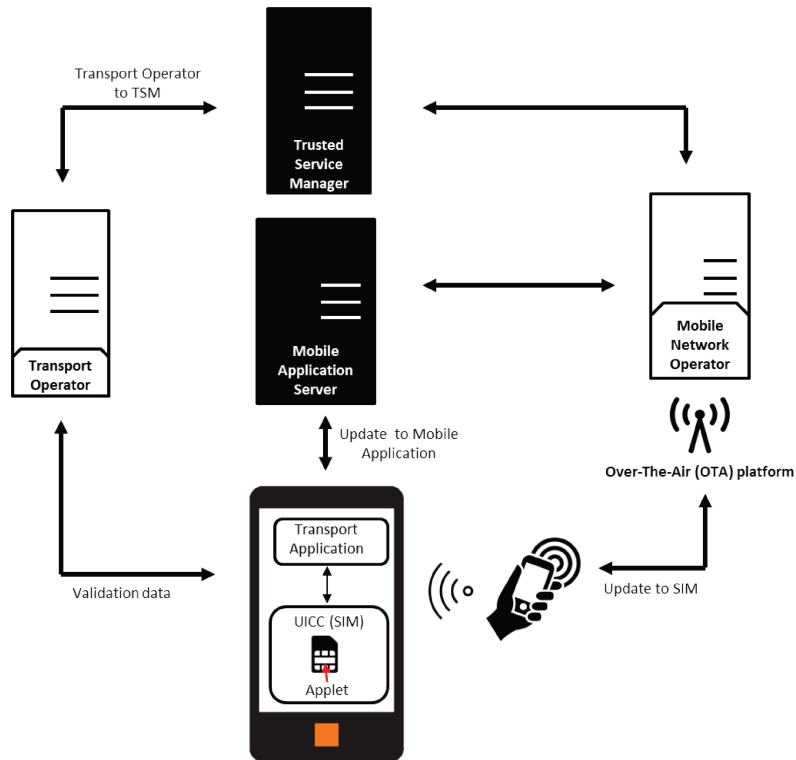 Transport Operator
to TSM
Trusted
Service
Manager
Transport
Operator
Mobile
Application
Server
Mobile
Network
Operator
Update to Mobile
Application
Over-The-Air (OTA) platform
Transport
Application
Validation data
Update to SIM
UICC (SIM)
Applet